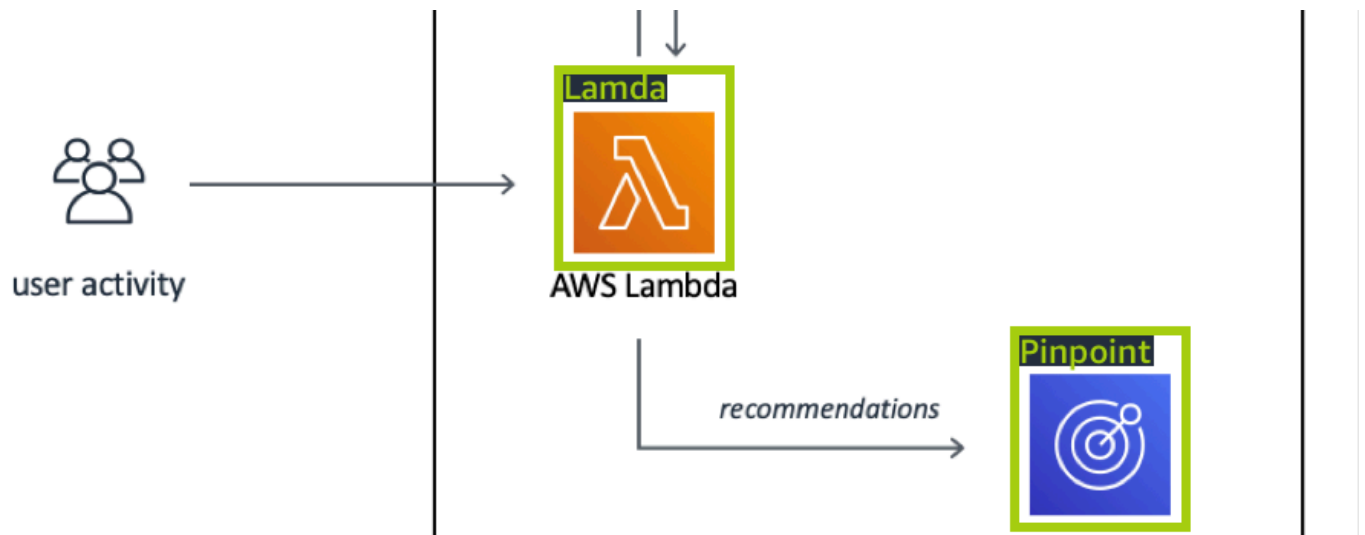 Lamda
user activity
AWS Lambda
Pinpoint
recommendations